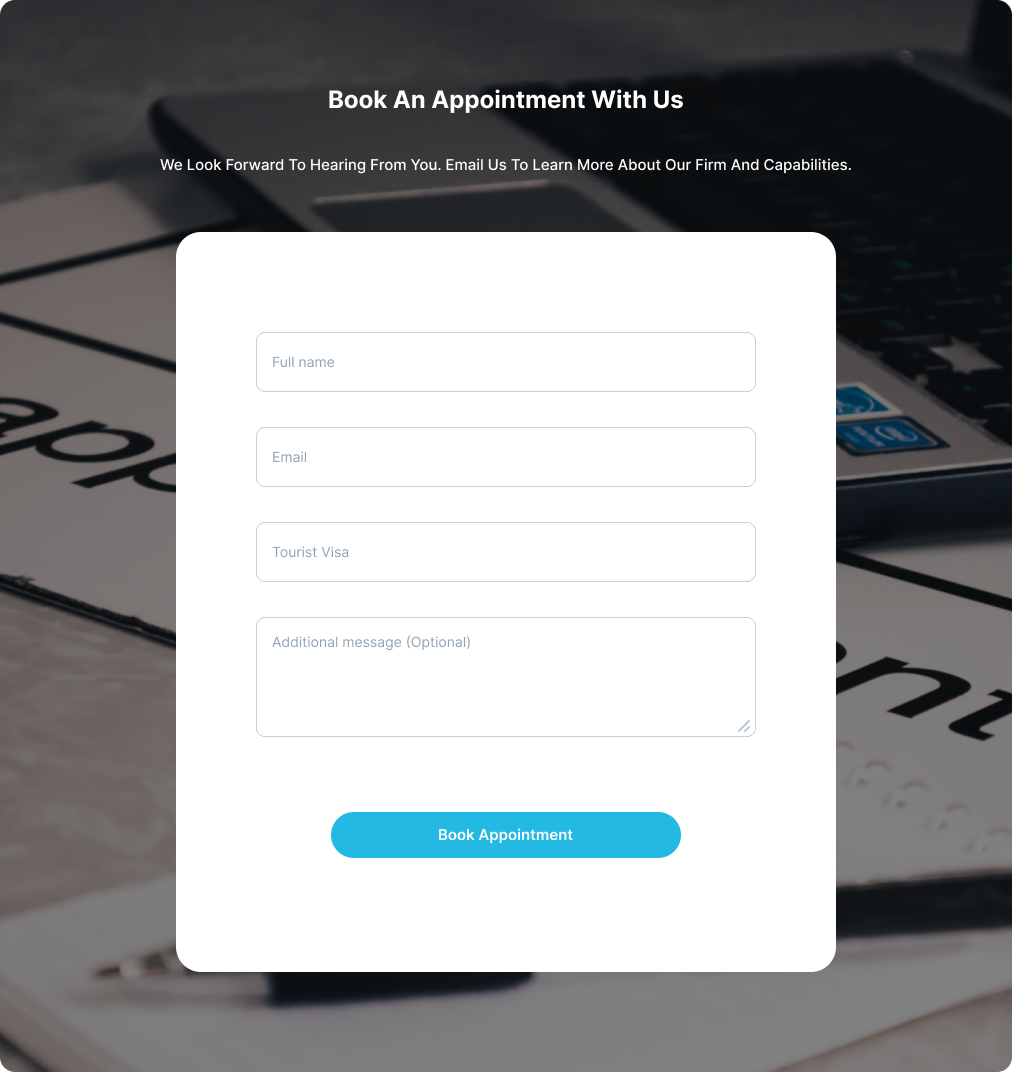 Book An Appointment With Us
We Look Forward To Hearing From You. Email Us To Learn More About Our Firm And Capabilities.
app
Full name
Email
Tourist Visa
Additional message (Optional)
Book Appointment